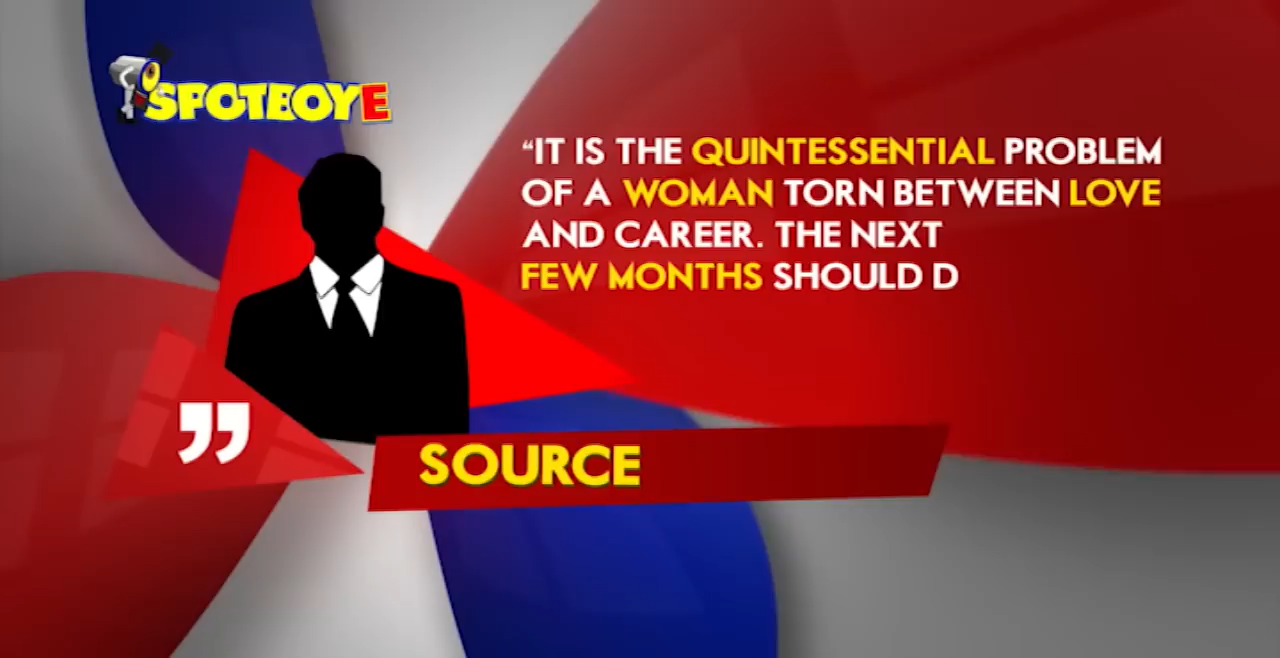 SPOTBOYE
“IT IS THE QUINTESSENTIAL PROBLEM
OF A WOMAN TORN BETWEEN LOVE
AND CAREER. THE NEXT
FEW MONTHS SHOULD D
”
SOURCE